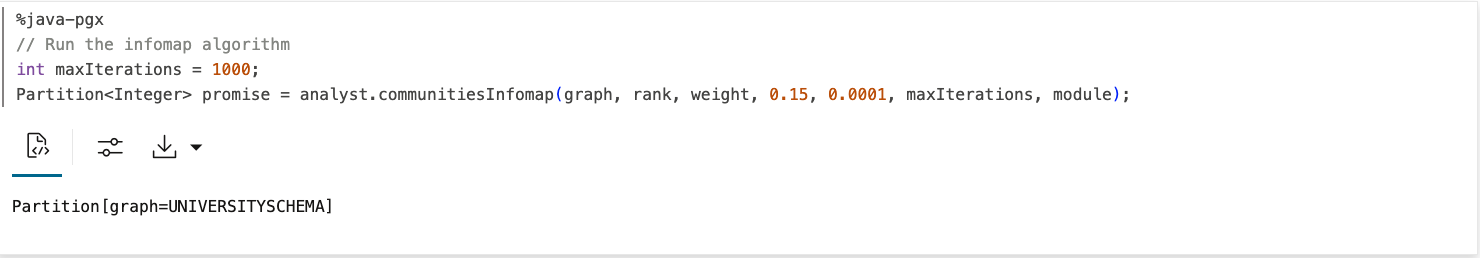 %java-pgx
// Run the infomap algorithm
int maxIterations = 1000;
Partition<Integer> promise = analyst.communitiesInfomap(graph, rank, weight, 0.15, 0.0001, maxIterations, module);
Partition[graph=UNIVERSITYSCHEMA]